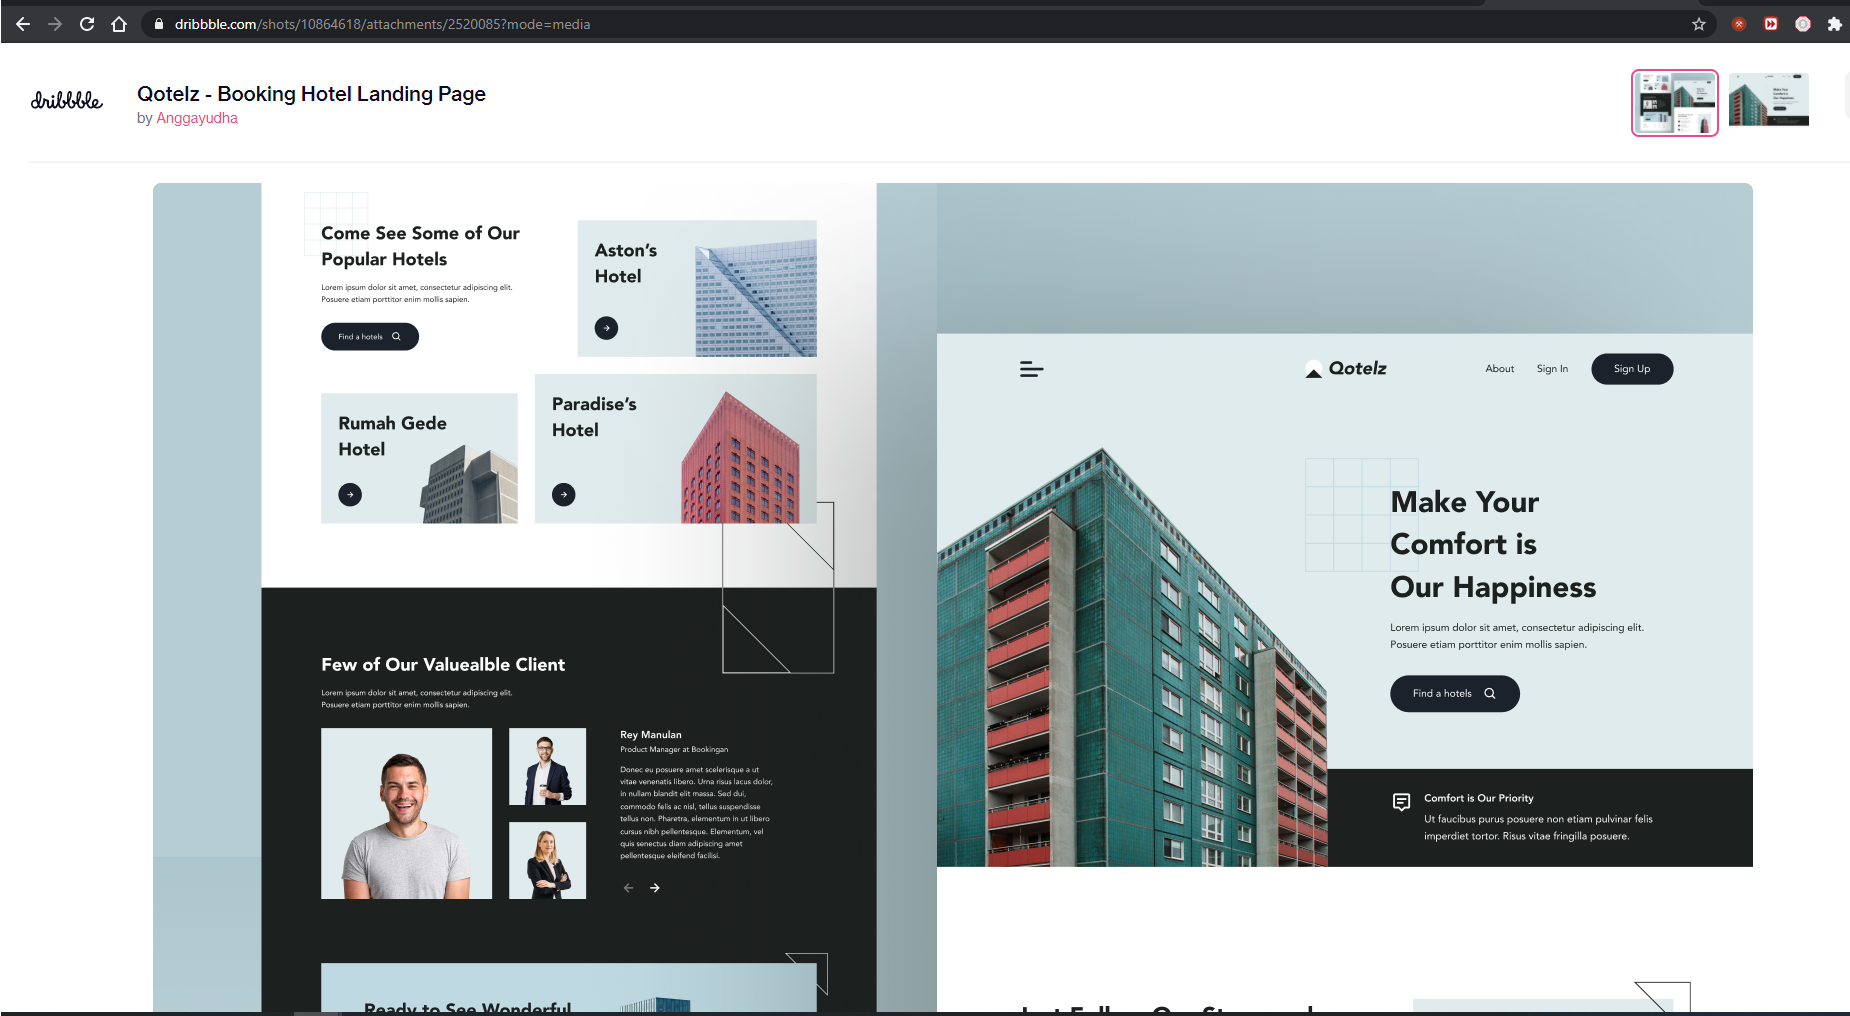 dribbble.com/shots/10864618/attachments/2520085?mode=media
dribbble
Qotelz - Booking Hotel Landing Page
by Anggayudha
Come See Some of Our
Popular Hotels
Lorem ipsum dolor sit amet, consectetur adipiscing elit.
Posuere etiam porttitor enim mollis sapien.
Find a hotels
Aston's
Hotel
Rumah Gede
Hotel
Paradise's
Hotel
Few of Our Valuealble Client
Lorem ipsum dolor sit amet, consectetur adipiscing elit.
Posuere etiam porttitor enim mollis sapien.
Rey Manulan
Product Manager at Bookingan
Donec eu posuere amet scelerisque a ut
vitae venenatis libero. Urna risus lacus dolor,
in nullam blandit elit massa. Sed dui,
commodo felis ac nisl, tellus suspendisse
tellus non. Pharetra, elementum in ut libero
cursus nibh pellentesque. Elementum, vel
quis senectus diam adipiscing amet
pellentesque eleifend facilisi.
Ready to See Wonderful
Qotelz
About
Sign In
Sign Up
Make Your
Comfort is
Our Happiness
Lorem ipsum dolor sit amet, consectetur adipiscing elit.
Posuere etiam porttitor enim mollis sapien.
Find a hotels
Comfort is Our Priority
Ut faucibus purus posuere non etiam pulvinar felis
imperdiet tortor. Risus vitae fringilla posuere.